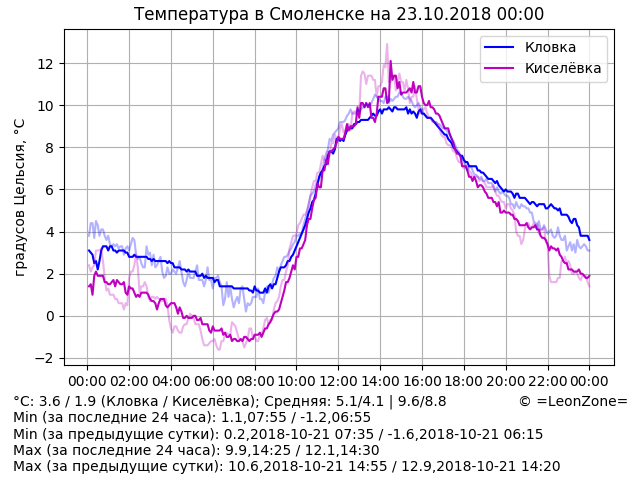 Температура в Смоленске на 23.10.2018 00:00
Кловка
Киселёвка
градусов Цельсия, °C
12
10
8
6
4
2
0
−2
00:00 02:00 04:00 06:00 08:00 10:00 12:00 14:00 16:00 18:00 20:00 22:00 00:00
°C: 3.6 / 1.9 (Кловка / Киселёвка); Средняя: 5.1/4.1 | 9.6/8.8 © =LeonZone=
Min (за последние 24 часа): 1.1,07:55 / -1.2,06:55
Min (за предыдущие сутки): 0.2,2018-10-21 07:35 / -1.6,2018-10-21 06:15
Max (за последние 24 часа): 9.9,14:25 / 12.1,14:30
Max (за предыдущие сутки): 10.6,2018-10-21 14:55 / 12.9,2018-10-21 14:20